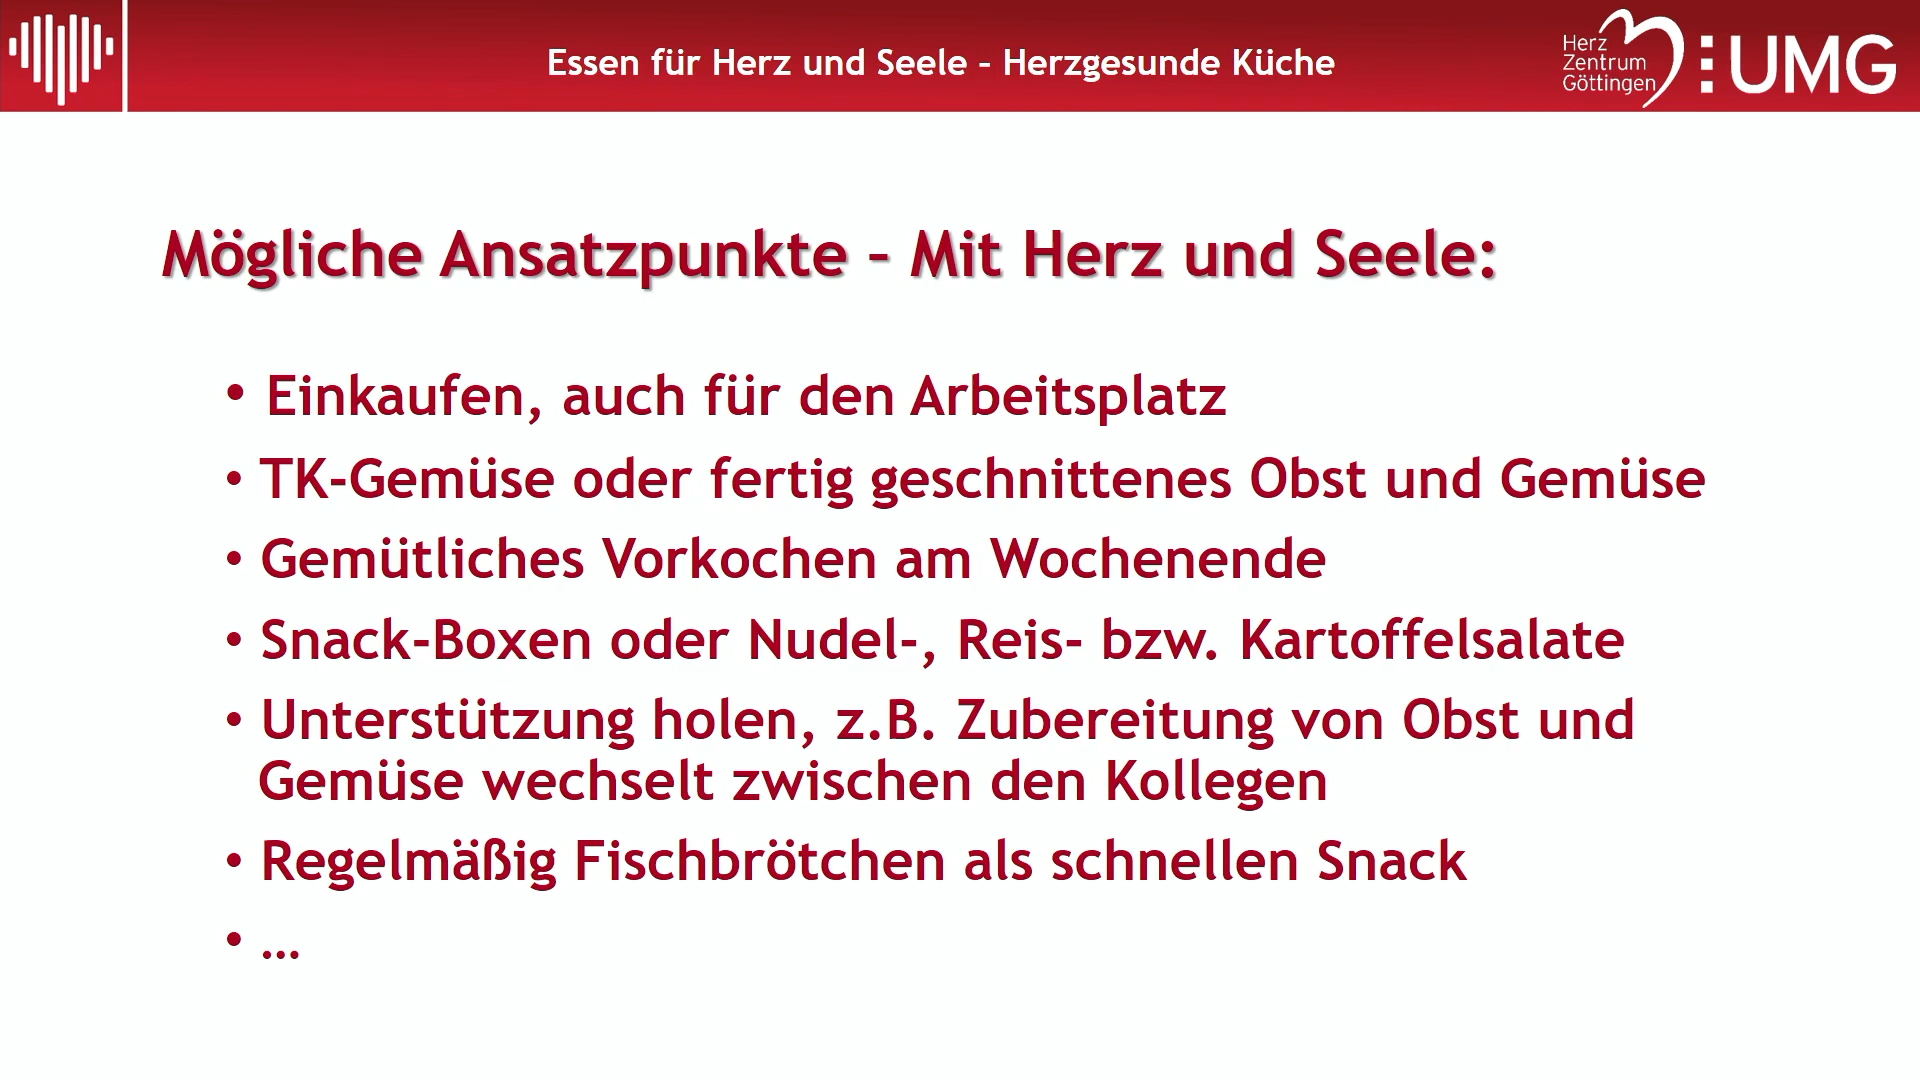 Essen für Herz und Seele – Herzgesunde Küche
Herz
Zentrum
Göttingen
UMG
Mögliche Ansatzpunkte – Mit Herz und Seele:
• Einkaufen, auch für den Arbeitsplatz
• TK-Gemüse oder fertig geschnittenes Obst und Gemüse
• Gemütliches Vorkochen am Wochenende
• Snack-Boxen oder Nudel-, Reis- bzw. Kartoffelsalate
• Unterstützung holen, z.B. Zubereitung von Obst und
Gemüse wechselt zwischen den Kollegen
• Regelmäßig Fischbrötchen als schnellen Snack
• …